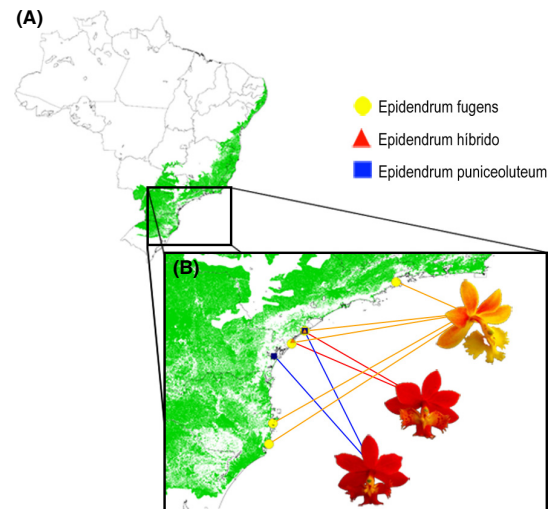 (A)
Epidendrum fugens
Epidendrum híbrido
Epidendrum puniceoluteum
(B)